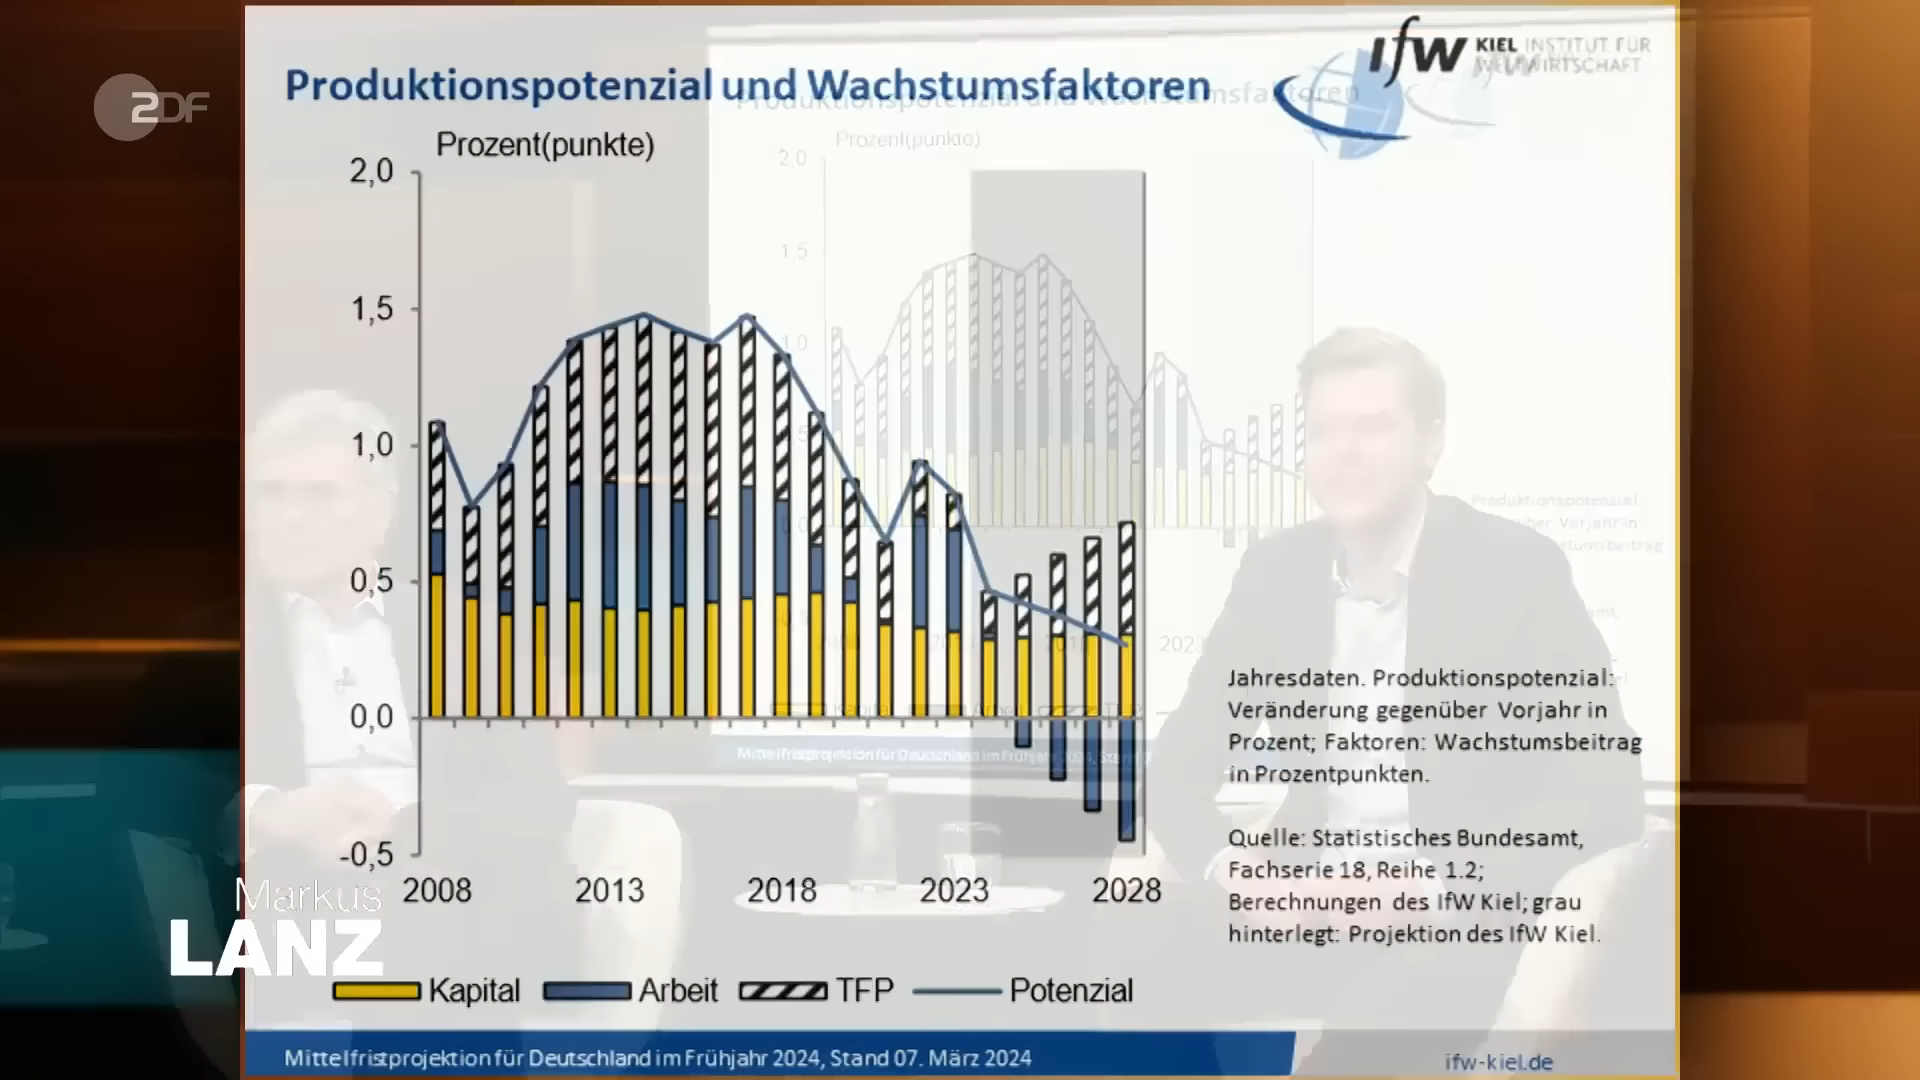 2DF
IfW KIEL INSTITUT FÜR
WELTWIRTSCHAFT
Produktionspotenzial und Wachstumsfaktoren
Prozent(punkte)
2,0
1,5
1,0
0,5
0,0
-0,5
2008 2013 2018 2023 2028
Kapital Arbeit TFP Potenzial
Jahresdaten. Produktionspotenzial:
Veränderung gegenüber Vorjahr in
Prozent; Faktoren: Wachstumsbeitrag
in Prozentpunkten.
Quelle: Statistisches Bundesamt,
Fachserie 18, Reihe 1.2;
Berechnungen des IfW Kiel; grau
hinterlegt: Projektion des IfW Kiel.
Markus
LANZ
Mittelfristprojektion für Deutschland im Frühjahr 2024, Stand 07. März 2024
ifw-kiel.de